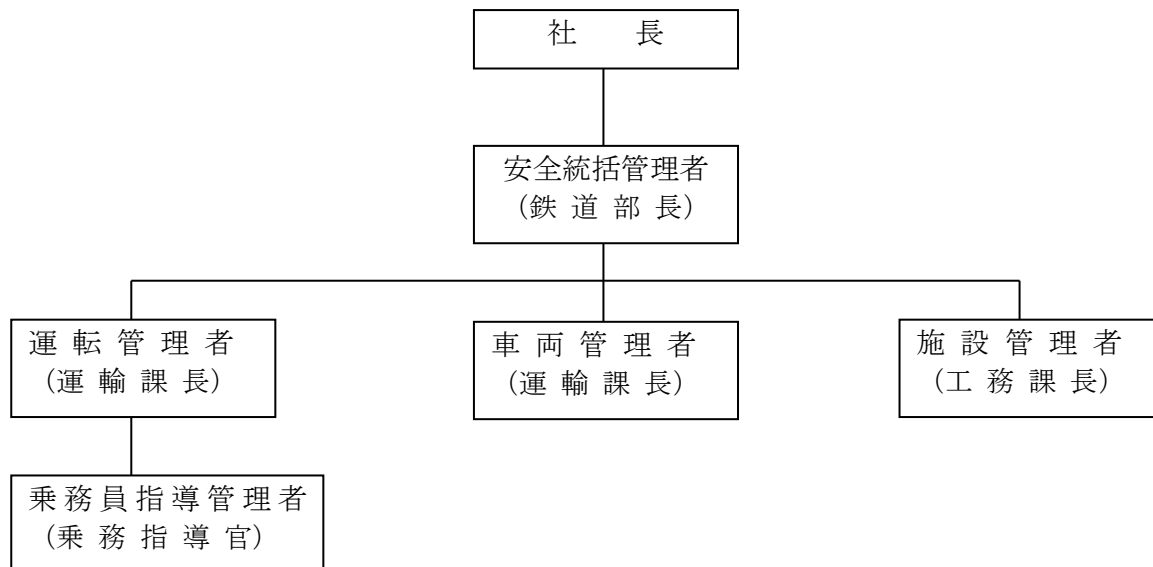 社　　長
安全統括管理者
（鉄 道 部 長）
運 転 管 理 者
（運 輸 課 長）
車 両 管 理 者
（運 輸 課 長）
施 設 管 理 者
（工 務 課 長）
乗務員指導管理者
（乗 務 指 導 官）